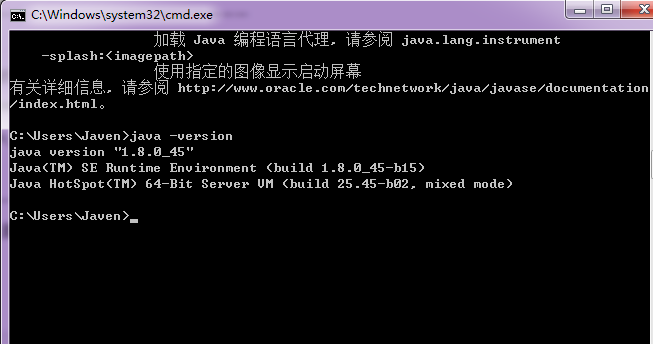 C:\Windows\system32\cmd.exe
加载 Java 编程语言代理, 请参阅 java.lang.instrument
-splash:<imagepath>
使用指定的图像显示启动屏幕
有关详细信息, 请参阅 http://www.oracle.com/technetwork/java/javase/documentation
/index.html。
C:\Users\Javen>java -version
java version "1.8.0_45"
Java(TM) SE Runtime Environment (build 1.8.0_45-b15)
Java HotSpot(TM) 64-Bit Server VM (build 25.45-b02, mixed mode)
C:\Users\Javen>